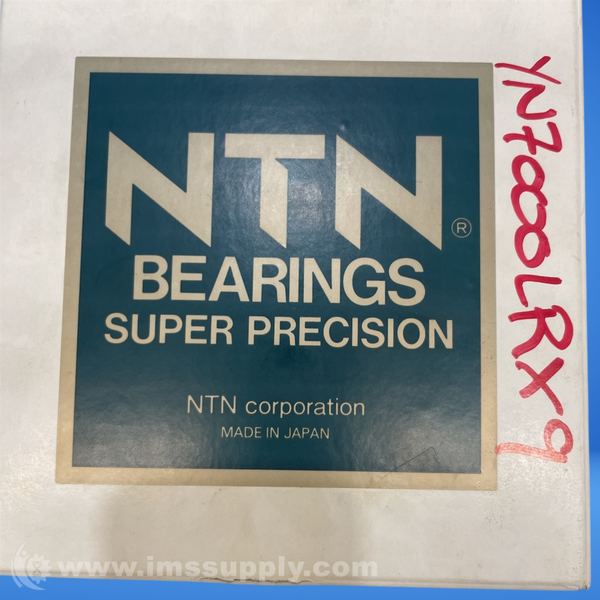 NTN®
BEARINGS
SUPER PRECISION
NTN corporation
MADE IN JAPAN
YN7000LRX9
www.imssupply.com